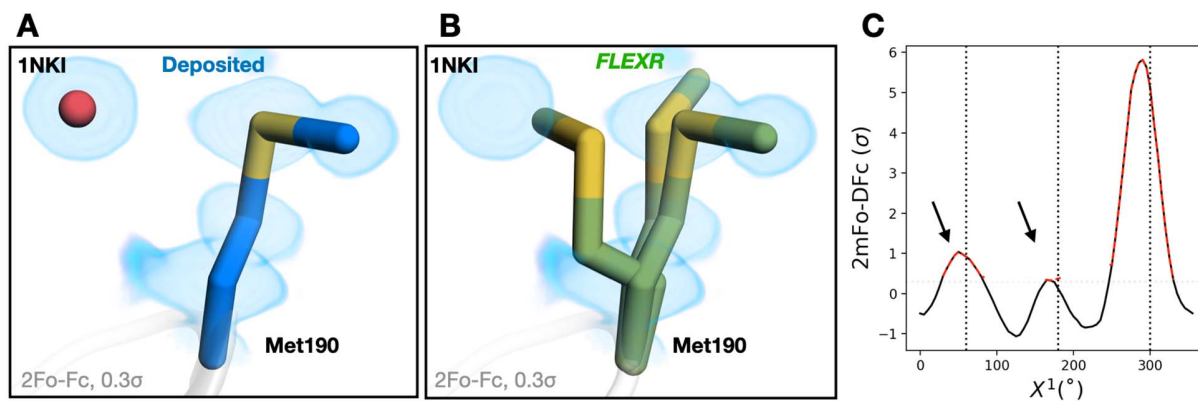 A
1NKI
Deposited
Met190
2Fo-Fc, 0.3σ
B
1NKI
FLEXR
Met190
2Fo-Fc, 0.3σ
C
6
5
4
3
2
1
0
−1
2mFo-DFc (σ)
0 100 200 300
X¹(°)